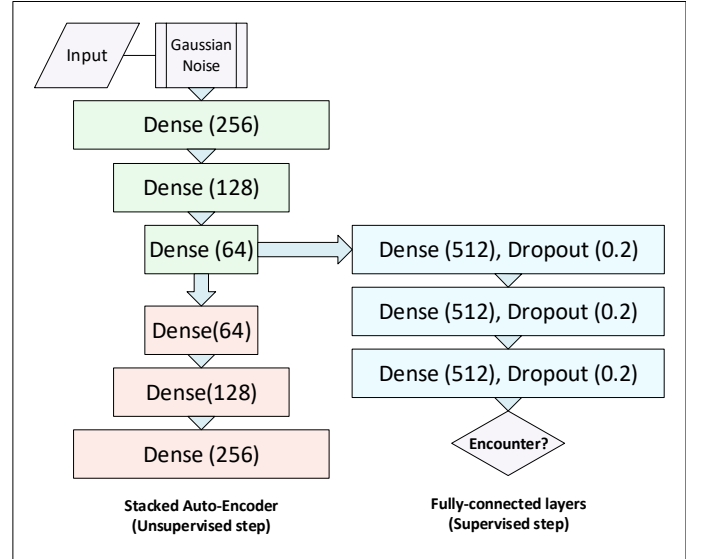 Input
Gaussian
Noise
Dense (256)
Dense (128)
Dense (64)
Dense(64)
Dense(128)
Dense (256)
Stacked Auto-Encoder
(Unsupervised step)
Dense (512), Dropout (0.2)
Dense (512), Dropout (0.2)
Dense (512), Dropout (0.2)
Encounter?
Fully-connected layers
(Supervised step)